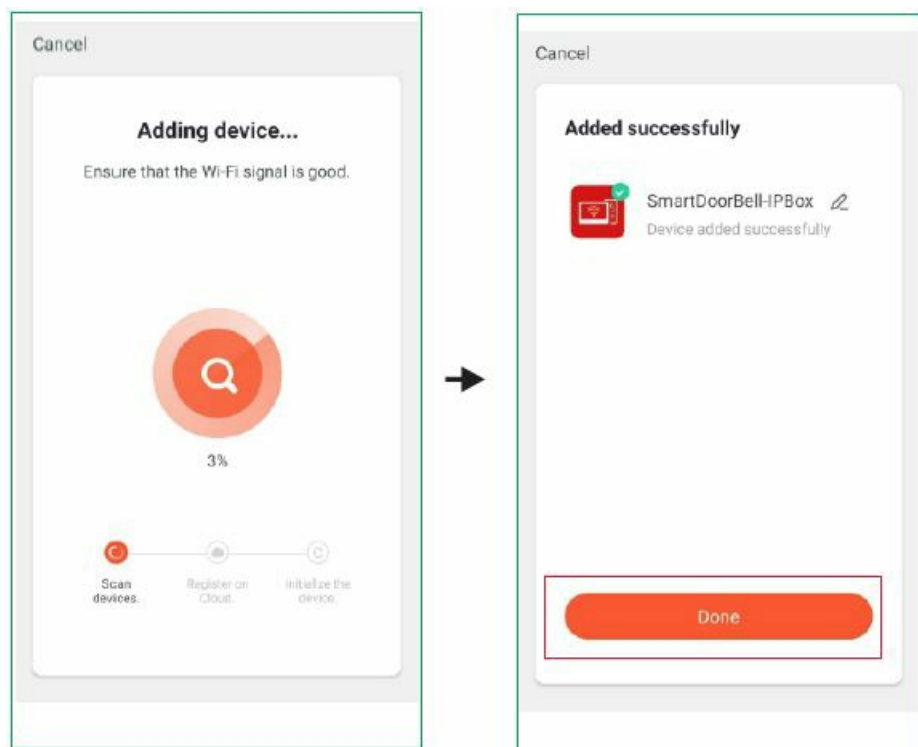 Cancel
Adding device...
Ensure that the Wi-Fi signal is good.
3%
Scan
devices.
Register on
Cloud.
Initialize the
device.
Cancel
Added successfully
SmartDoorBell-IPBox
Device added successfully
Done